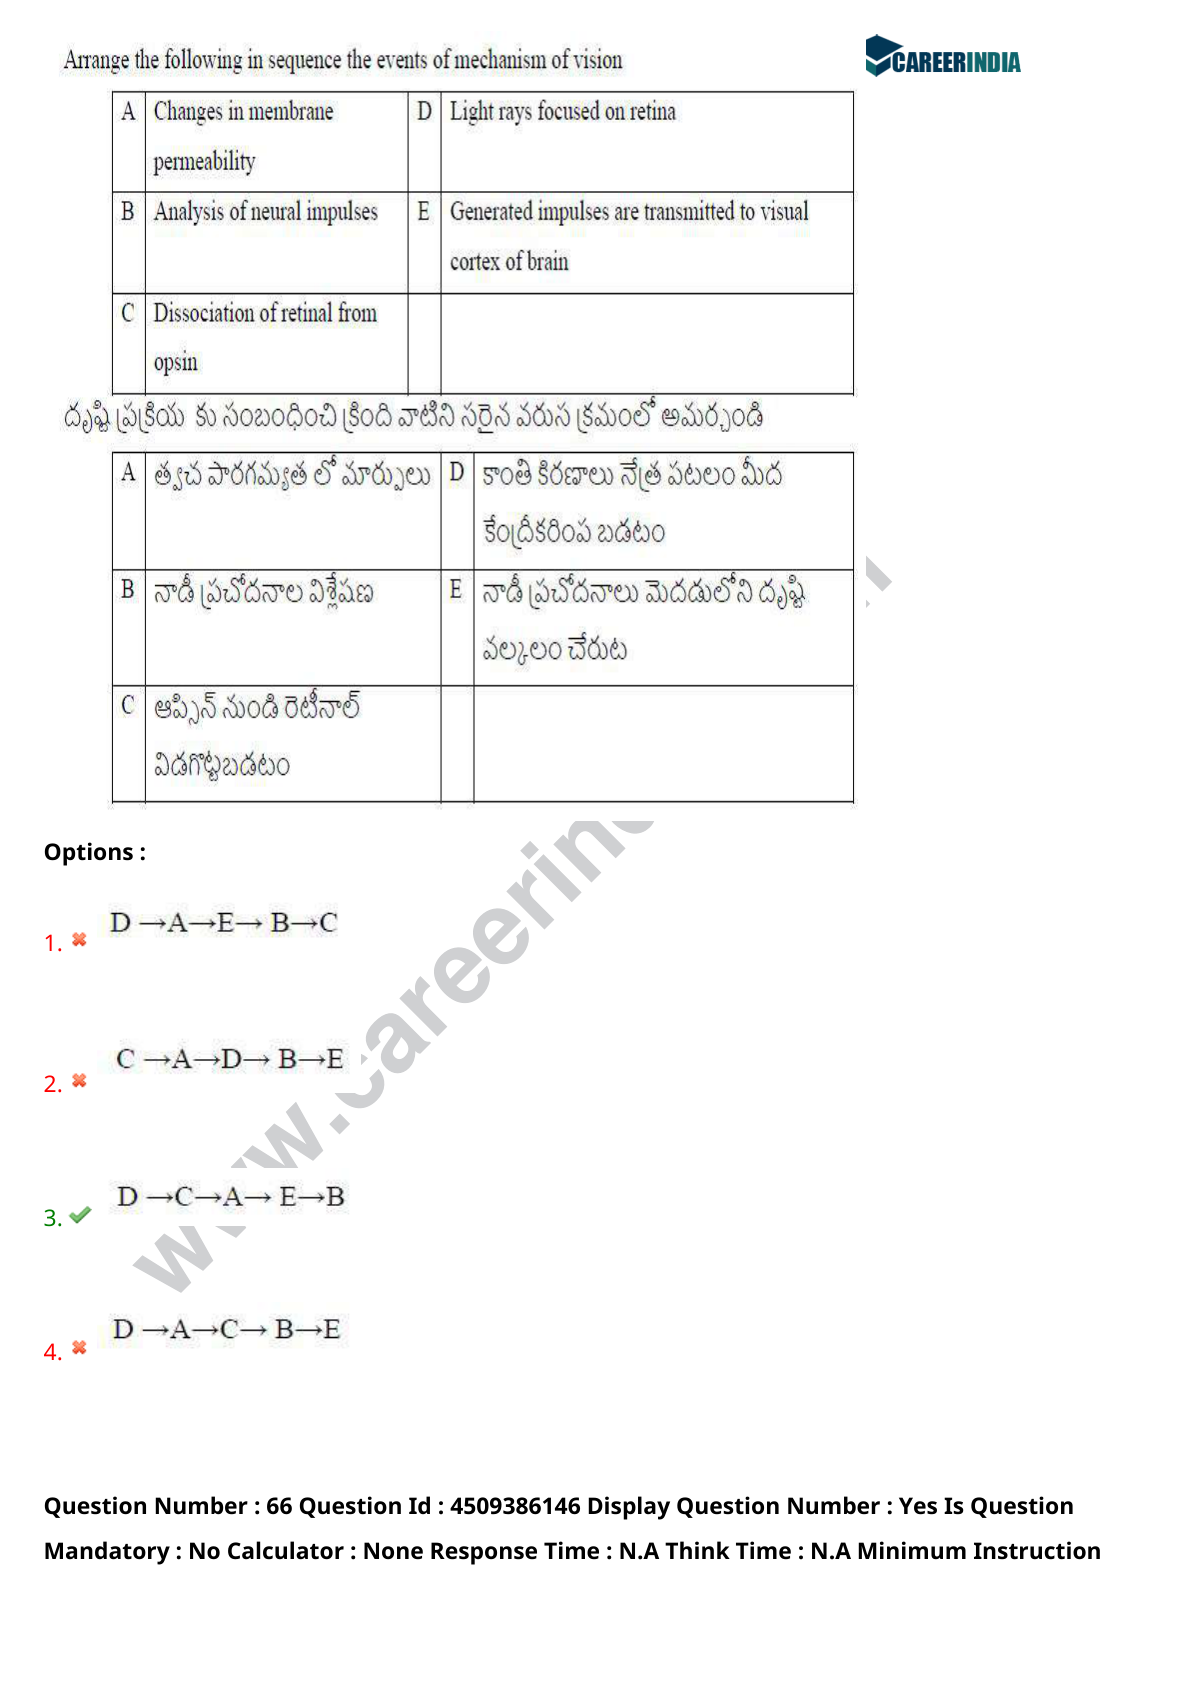 CAREERINDIA
Arrange the following in sequence the events of mechanism of vision
A Changes in membrane D Light rays focused on retina
permeability
B Analysis of neural impulses E Generated impulses are transmitted to visual
cortex of brain
C Dissociation of retinal from
opsin
దృష్టి ప్రక్రియ కు సంబంధించి క్రింది వాటిని సరైన వరుస క్రమంలో అమర్చండి
A త్వచ పారగమ్యత లో మార్పులు D కాంతి కిరణాలు నేత్ర పటలం మీద
కేంద్రీకరింప బడటం
B నాడీ ప్రచోదనాల విశ్లేషణ E నాడీ ప్రచోదనాలు మెదడులోని దృష్టి
వల్కలం చేరుట
C ఆప్సిన్ నుండి రెటీనాల్
విడగొట్టబడటం
Options :
1. D →A→E→ B→C
2. C →A→D→ B→E
3. D →C→A→ E→B
4. D →A→C→ B→E
Question Number : 66 Question Id : 4509386146 Display Question Number : Yes Is Question
Mandatory : No Calculator : None Response Time : N.A Think Time : N.A Minimum Instruction